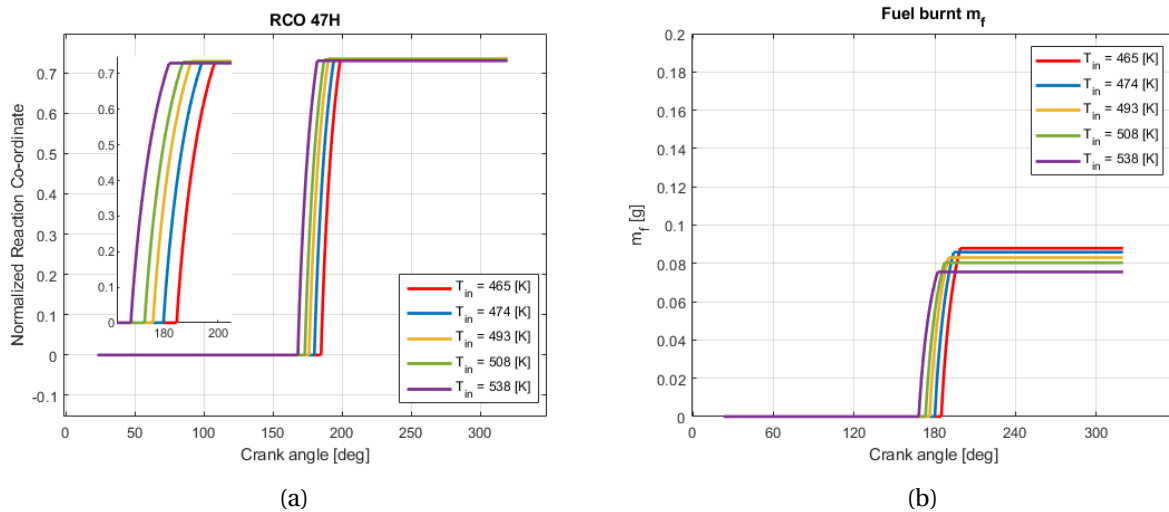 RCO 47H
Normalized Reaction Co-ordinate
0.7
0.6
0.5
0.4
0.3
0.2
0.1
0
-0.1
0.7
0.6
0.5
0.4
0.3
0.2
0.1
0
180
200
T_in = 465 [K]
T_in = 474 [K]
T_in = 493 [K]
T_in = 508 [K]
T_in = 538 [K]
0 50 100 150 200 250 300
Crank angle [deg]
(a)
Fuel burnt m_f
m_f [g]
0.2
0.18
0.16
0.14
0.12
0.1
0.08
0.06
0.04
0.02
0
T_in = 465 [K]
T_in = 474 [K]
T_in = 493 [K]
T_in = 508 [K]
T_in = 538 [K]
0 60 120 180 240 300
Crank angle [deg]
(b)